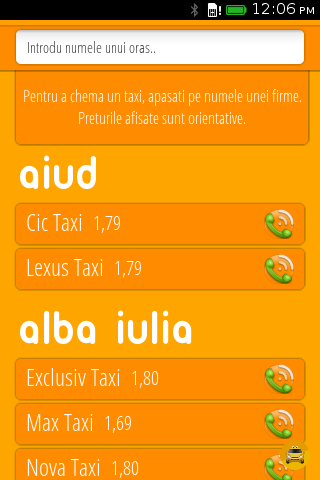 12:06 PM
Introdu numele unui oras..
Pentru a chema un taxi, apasati pe numele unei firme.
Preturile afisate sunt orientative.
aiud
Cic Taxi 1,79
Lexus Taxi 1,79
alba iulia
Exclusiv Taxi 1,80
Max Taxi 1,69
Nova Taxi 1,80